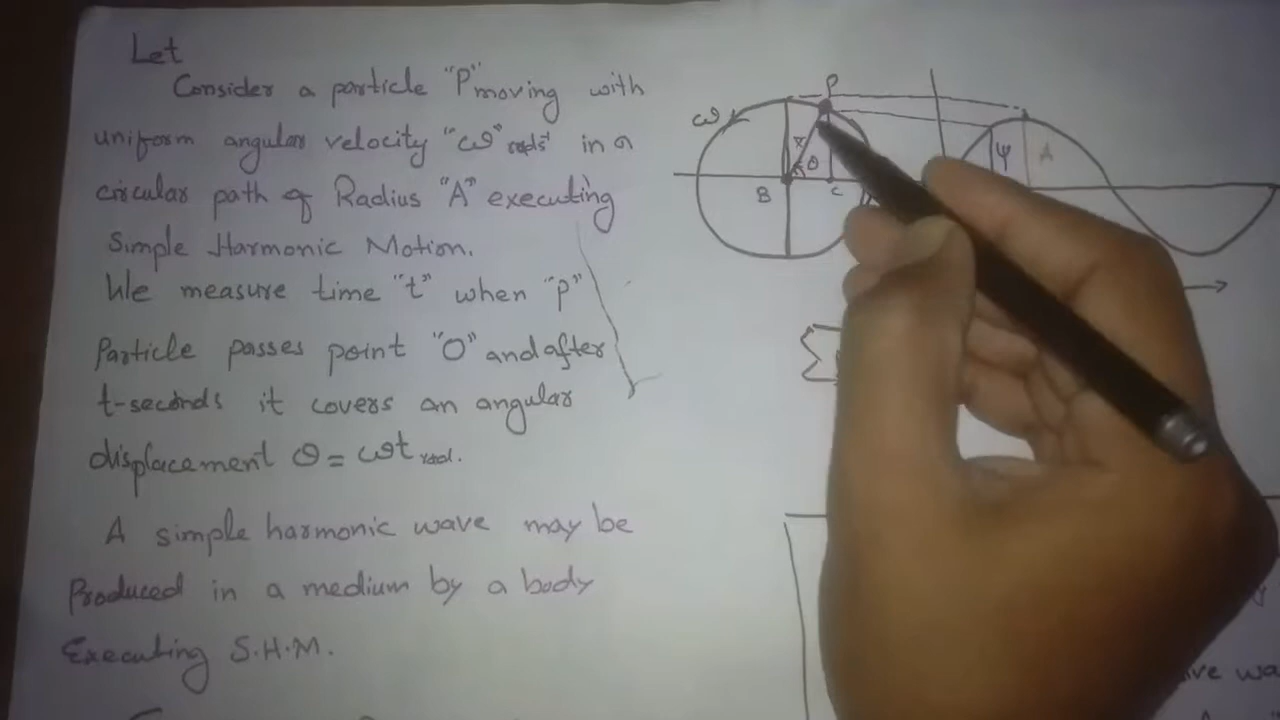 Let
Consider a particle "P" moving with
uniform angular velocity "ω" rads⁻¹ in a
circular path of Radius "A" executing
Simple Harmonic Motion.
We measure time "t" when "P"
Particle passes point "O" and after
t-seconds it covers an angular
displacement θ = ωt rad.
A simple harmonic wave may be
Produced in a medium by a body
Executing S.H.M.
P
ω
θ
B
C
A